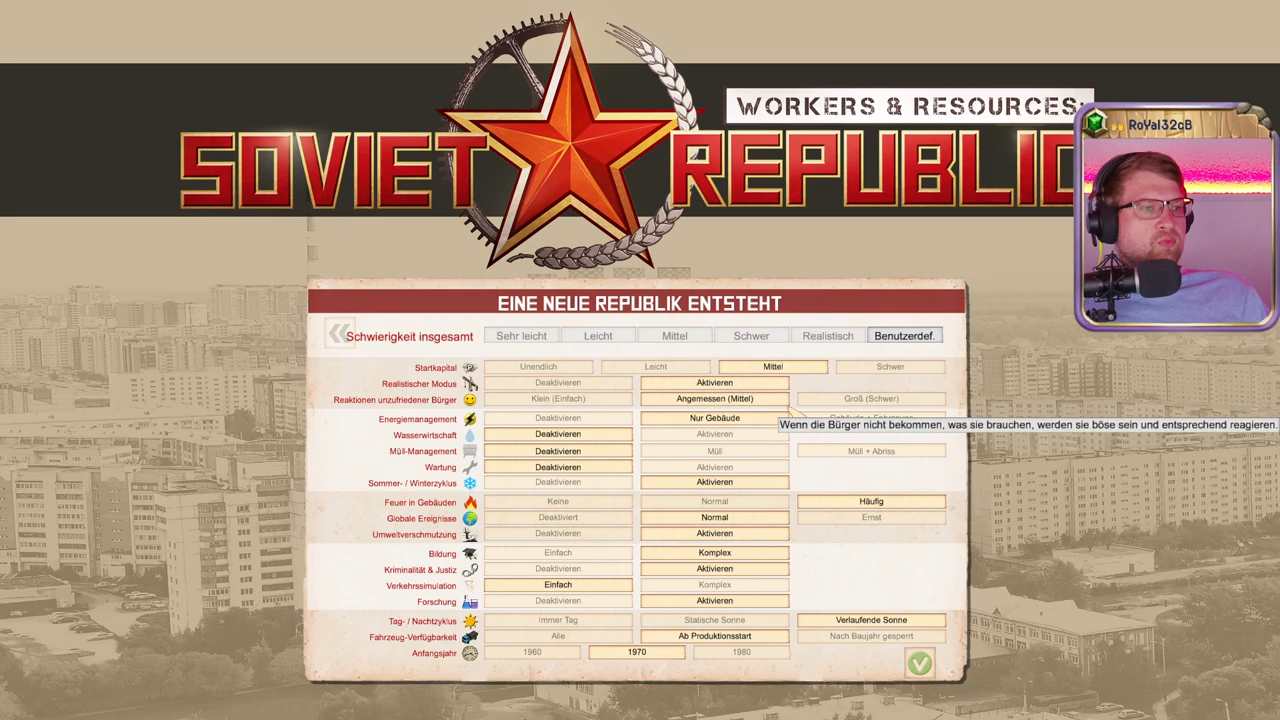 WORKERS & RESOURCES:
SOVIET REPUBLIC
RoYal32cB
EINE NEUE REPUBLIK ENTSTEHT
Schwierigkeit insgesamt Sehr leicht Leicht Mittel Schwer Realistisch Benutzerdef.
Startkapital Unendlich Leicht Mittel Schwer
Realistischer Modus Deaktivieren Aktivieren
Reaktionen unzufriedener Bürger Klein (Einfach) Angemessen (Mittel) Groß (Schwer)
Energiemanagement Deaktivieren Nur Gebäude
Wenn die Bürger nicht bekommen, was sie brauchen, werden sie böse sein und entsprechend reagieren.
Wasserwirtschaft Deaktivieren Aktivieren
Müll-Management Deaktivieren Müll Müll + Abriss
Wartung Deaktivieren Aktivieren
Sommer- / Winterzyklus Deaktivieren Aktivieren
Feuer in Gebäuden Keine Normal Häufig
Globale Ereignisse Deaktiviert Normal Ernst
Umweltverschmutzung Deaktivieren Aktivieren
Bildung Einfach Komplex
Kriminalität & Justiz Deaktivieren Aktivieren
Verkehrssimulation Einfach Komplex
Forschung Deaktivieren Aktivieren
Tag- / Nachtzyklus Immer Tag Statische Sonne Verlaufende Sonne
Fahrzeug-Verfügbarkeit Alle Ab Produktionsstart Nach Baujahr gesperrt
Anfangsjahr 1960 1970 1980